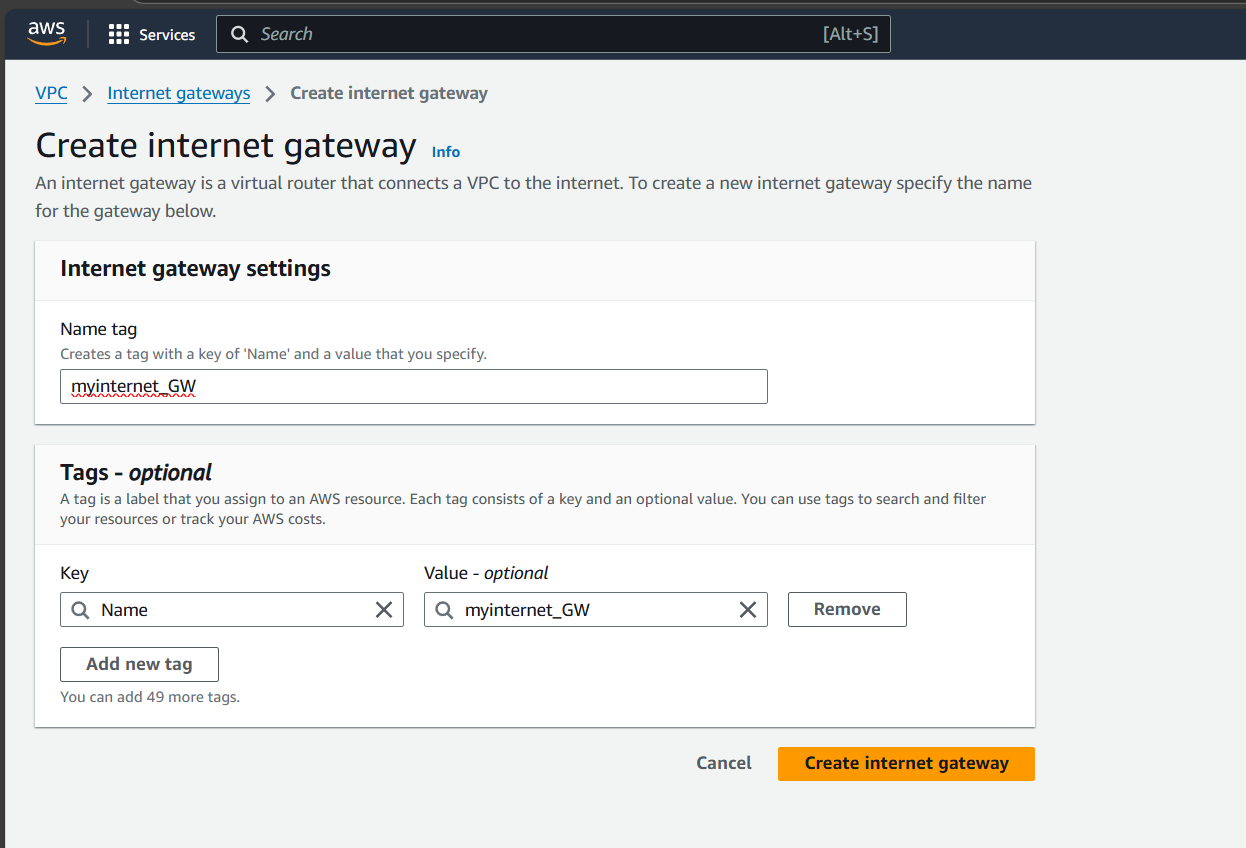 aws
Services
Search
[Alt+S]
VPC
Internet gateways
Create internet gateway
Create internet gateway Info
An internet gateway is a virtual router that connects a VPC to the internet. To create a new internet gateway specify the name
for the gateway below.
Internet gateway settings
Name tag
Creates a tag with a key of 'Name' and a value that you specify.
myinternet_GW
Tags - optional
A tag is a label that you assign to an AWS resource. Each tag consists of a key and an optional value. You can use tags to search and filter
your resources or track your AWS costs.
Key
Value - optional
Name
myinternet_GW
Remove
Add new tag
You can add 49 more tags.
Cancel
Create internet gateway